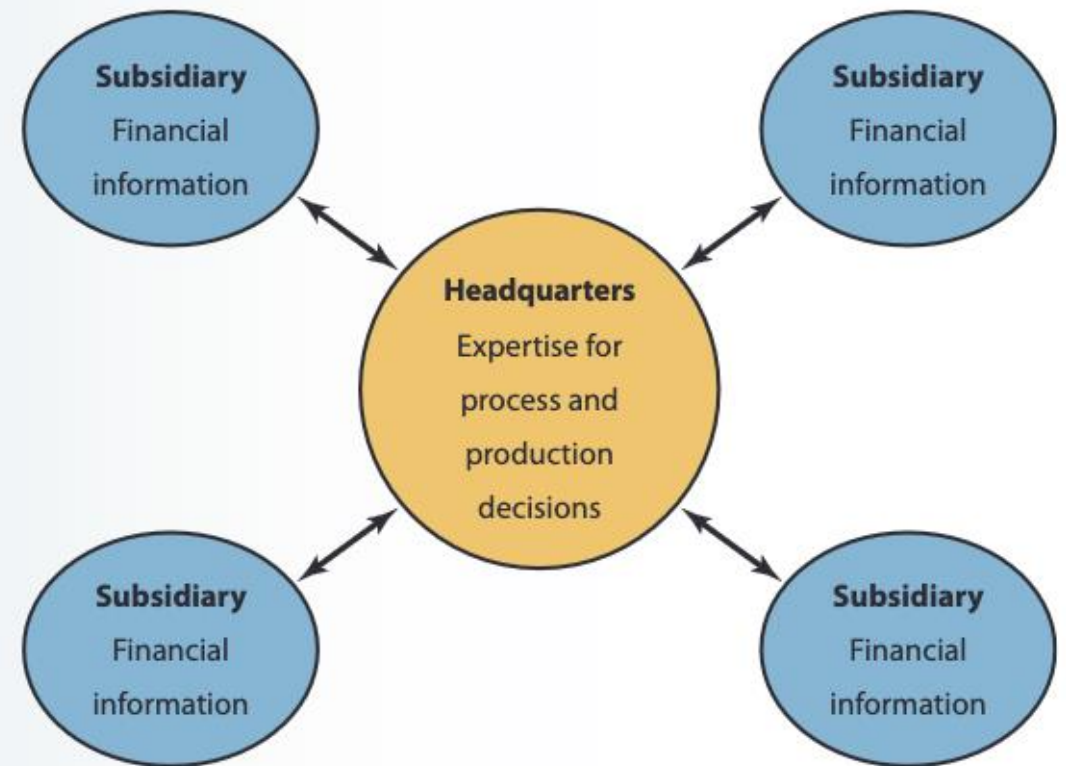 Subsidiary
Financial
information
Subsidiary
Financial
information
Headquarters
Expertise for
process and
production
decisions
Subsidiary
Financial
information
Subsidiary
Financial
information